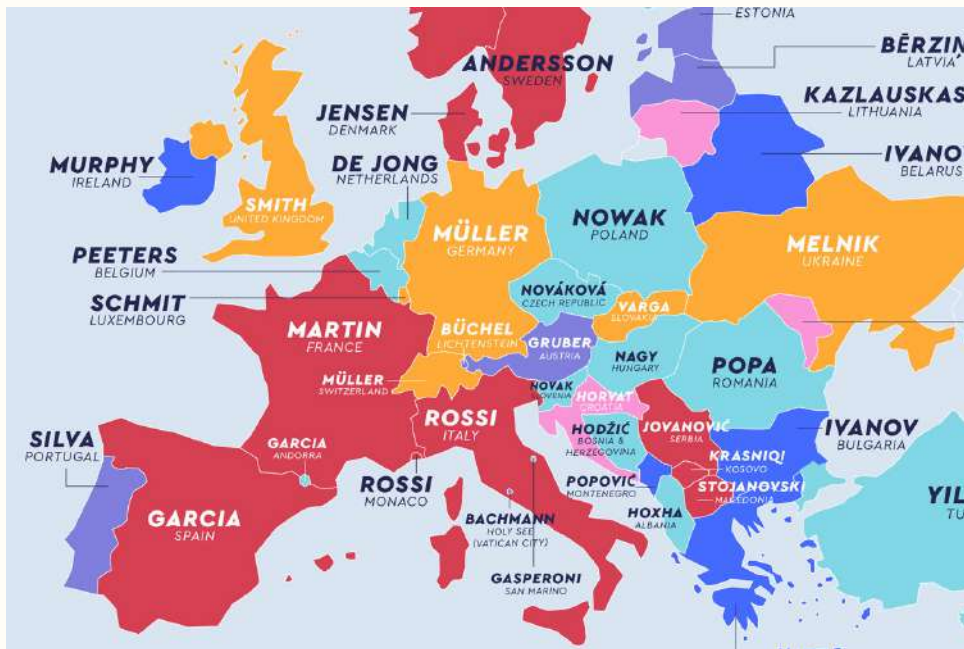 ESTONIA
BĒRZIŅ
LATVIA
ANDERSSON
SWEDEN
KAZLAUSKAS
LITHUANIA
JENSEN
DENMARK
MURPHY
IRELAND
DE JONG
NETHERLANDS
IVANOV
BELARUS
SMITH
UNITED KINGDOM
NOWAK
POLAND
MÜLLER
GERMANY
MELNIK
UKRAINE
PEETERS
BELGIUM
NOVÁKOVÁ
CZECH REPUBLIC
SCHMIT
LUXEMBOURG
VARGA
SLOVAKIA
MARTIN
FRANCE
BÜCHEL
LICHTENSTEIN
GRUBER
AUSTRIA
NAGY
HUNGARY
POPA
ROMANIA
MÜLLER
SWITZERLAND
NOVAK
SLOVENIA
HORVAT
CROATIA
ROSSI
ITALY
JOVANOVIĆ
SERBIA
IVANOV
BULGARIA
SILVA
PORTUGAL
GARCIA
ANDORRA
HODŽIĆ
BOSNIA &
HERZEGOVINA
KRASNIQI
KOSOVO
ROSSI
MONACO
POPOVIĆ
MONTENEGRO
STOJANOVSKI
MAKEDONIA
YIL
TU
GARCIA
SPAIN
BACHMANN
HOLY SEE
(VATICAN CITY)
HOXHA
ALBANIA
GASPERONI
SAN MARINO